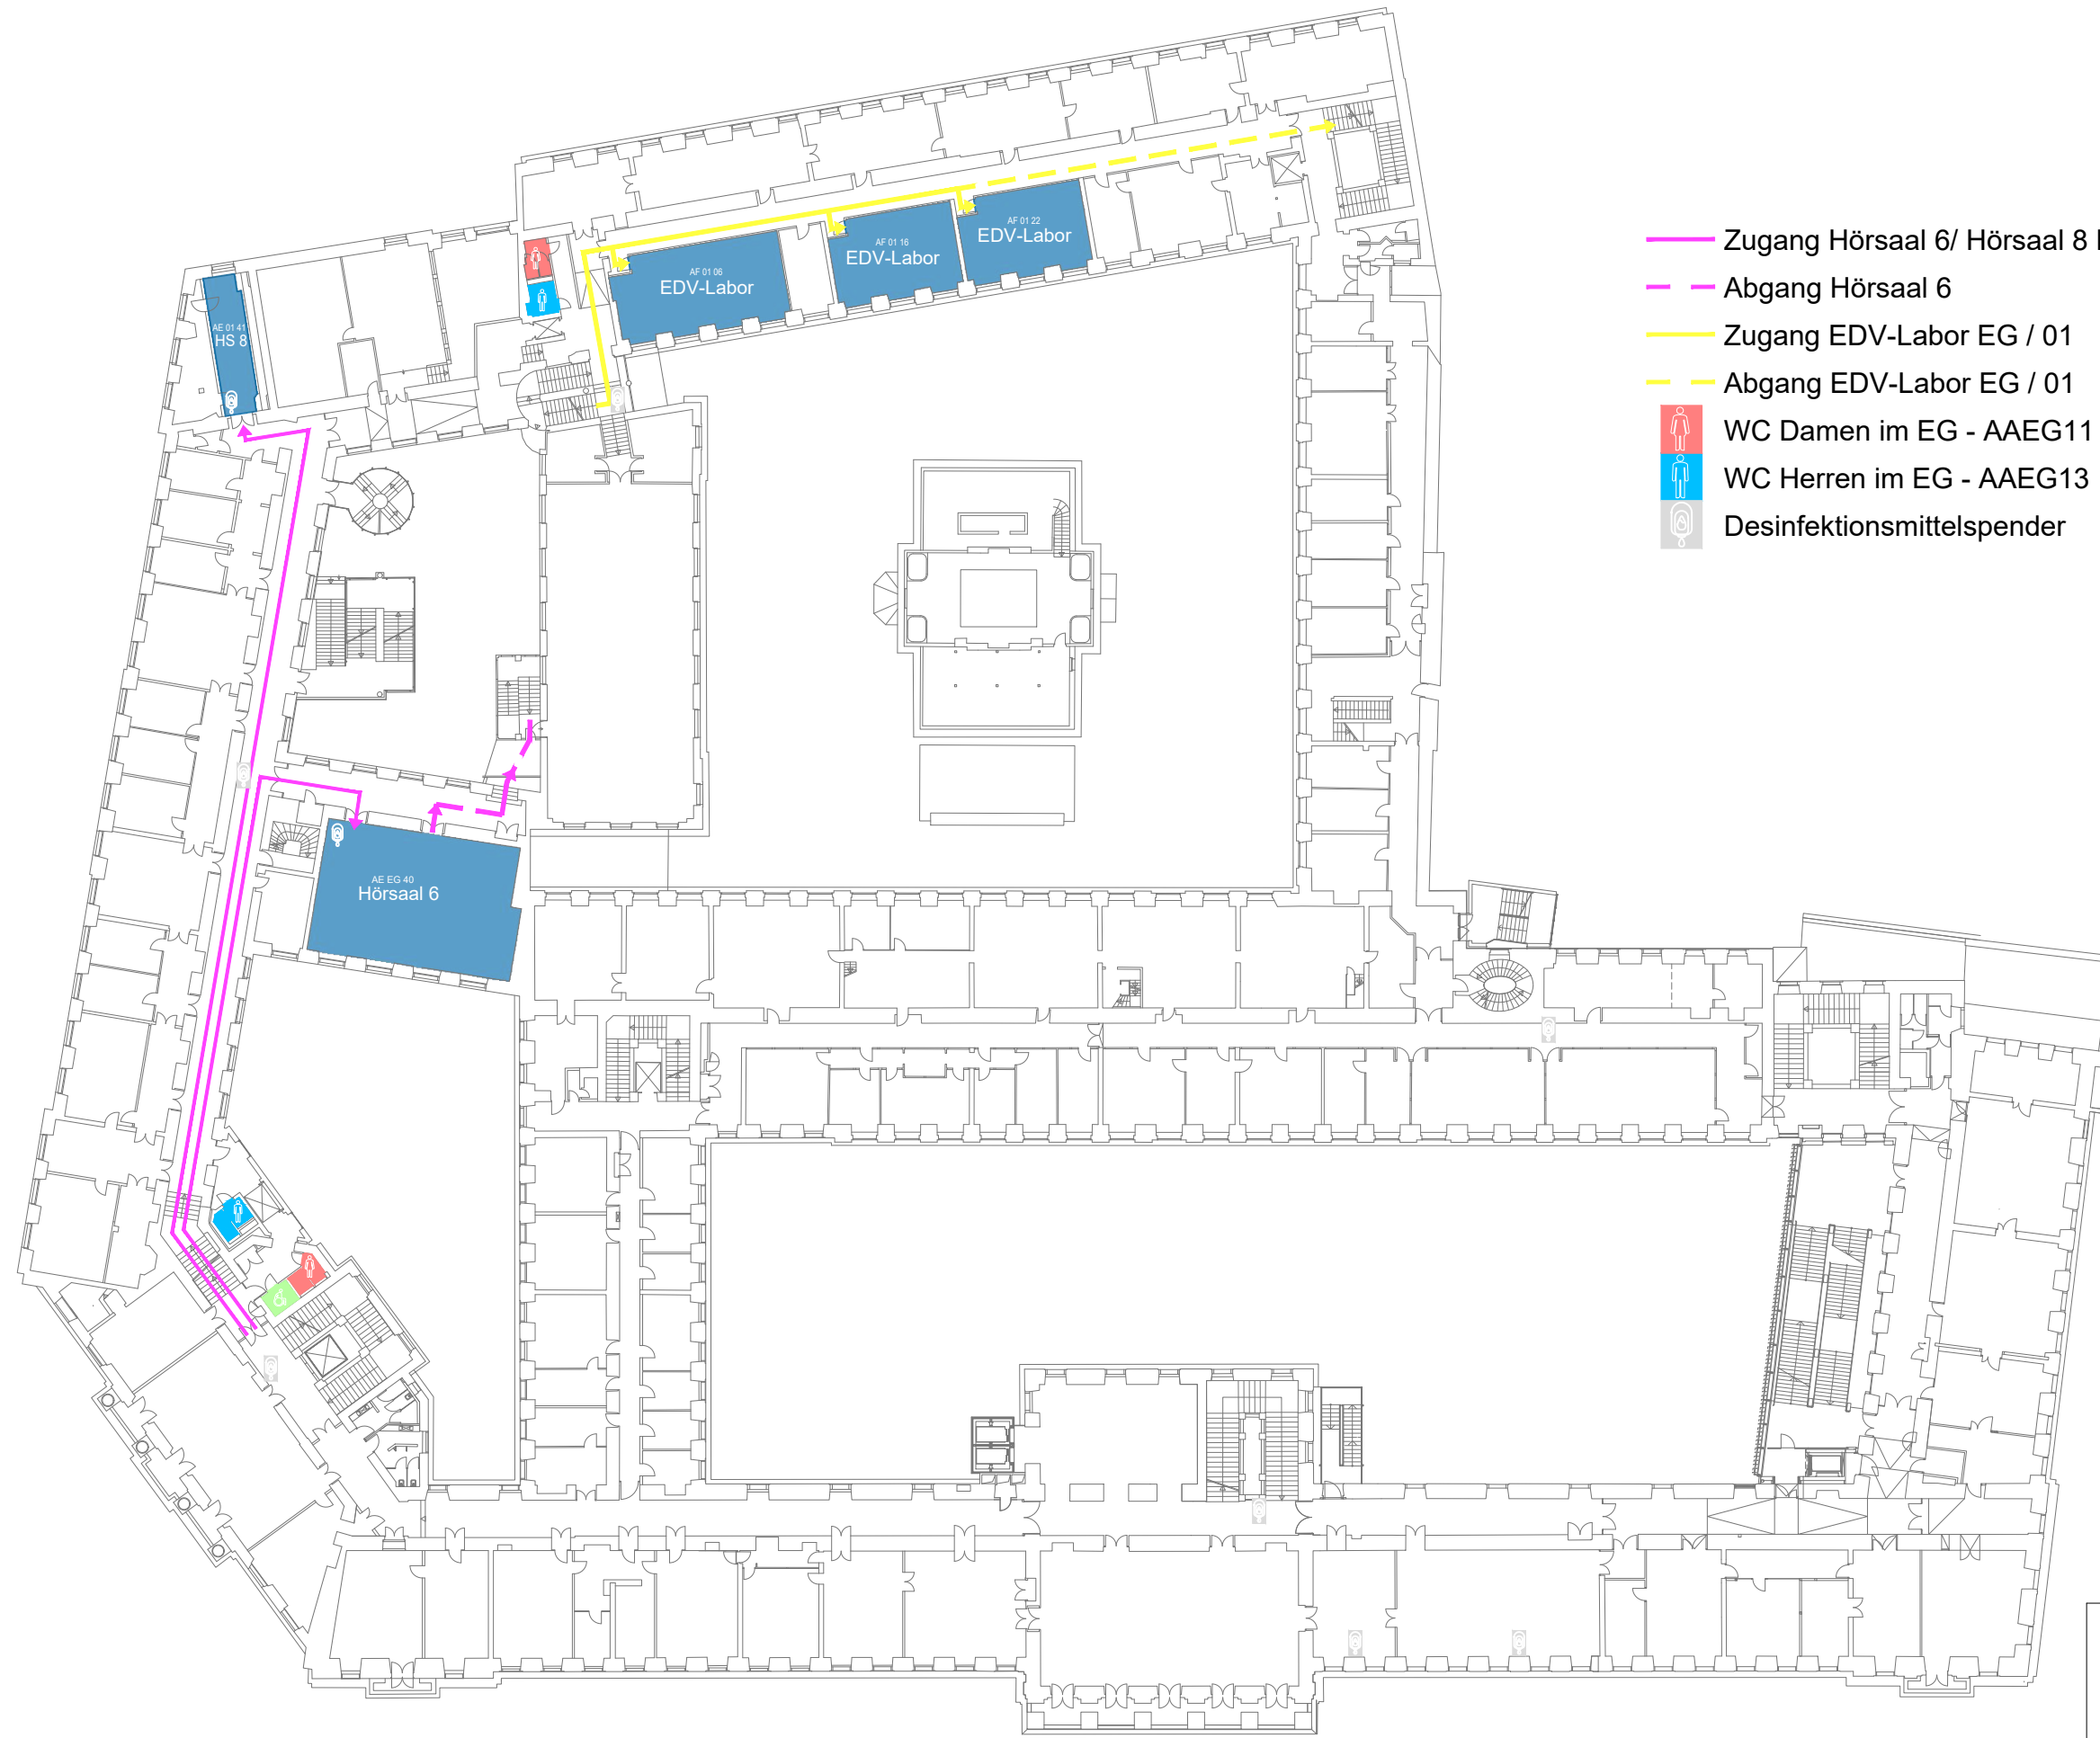 AF 01 22
EDV-Labor
AF 01 16
EDV-Labor
AF 01 06
EDV-Labor
AE 01 41
HS 8
AE EG 40
Hörsaal 6
Zugang Hörsaal 6/ Hörsaal 8
Abgang Hörsaal 6
Zugang EDV-Labor EG / 01
Abgang EDV-Labor EG / 01
WC Damen im EG - AAEG11
WC Herren im EG - AAEG13
Desinfektionsmittelspender